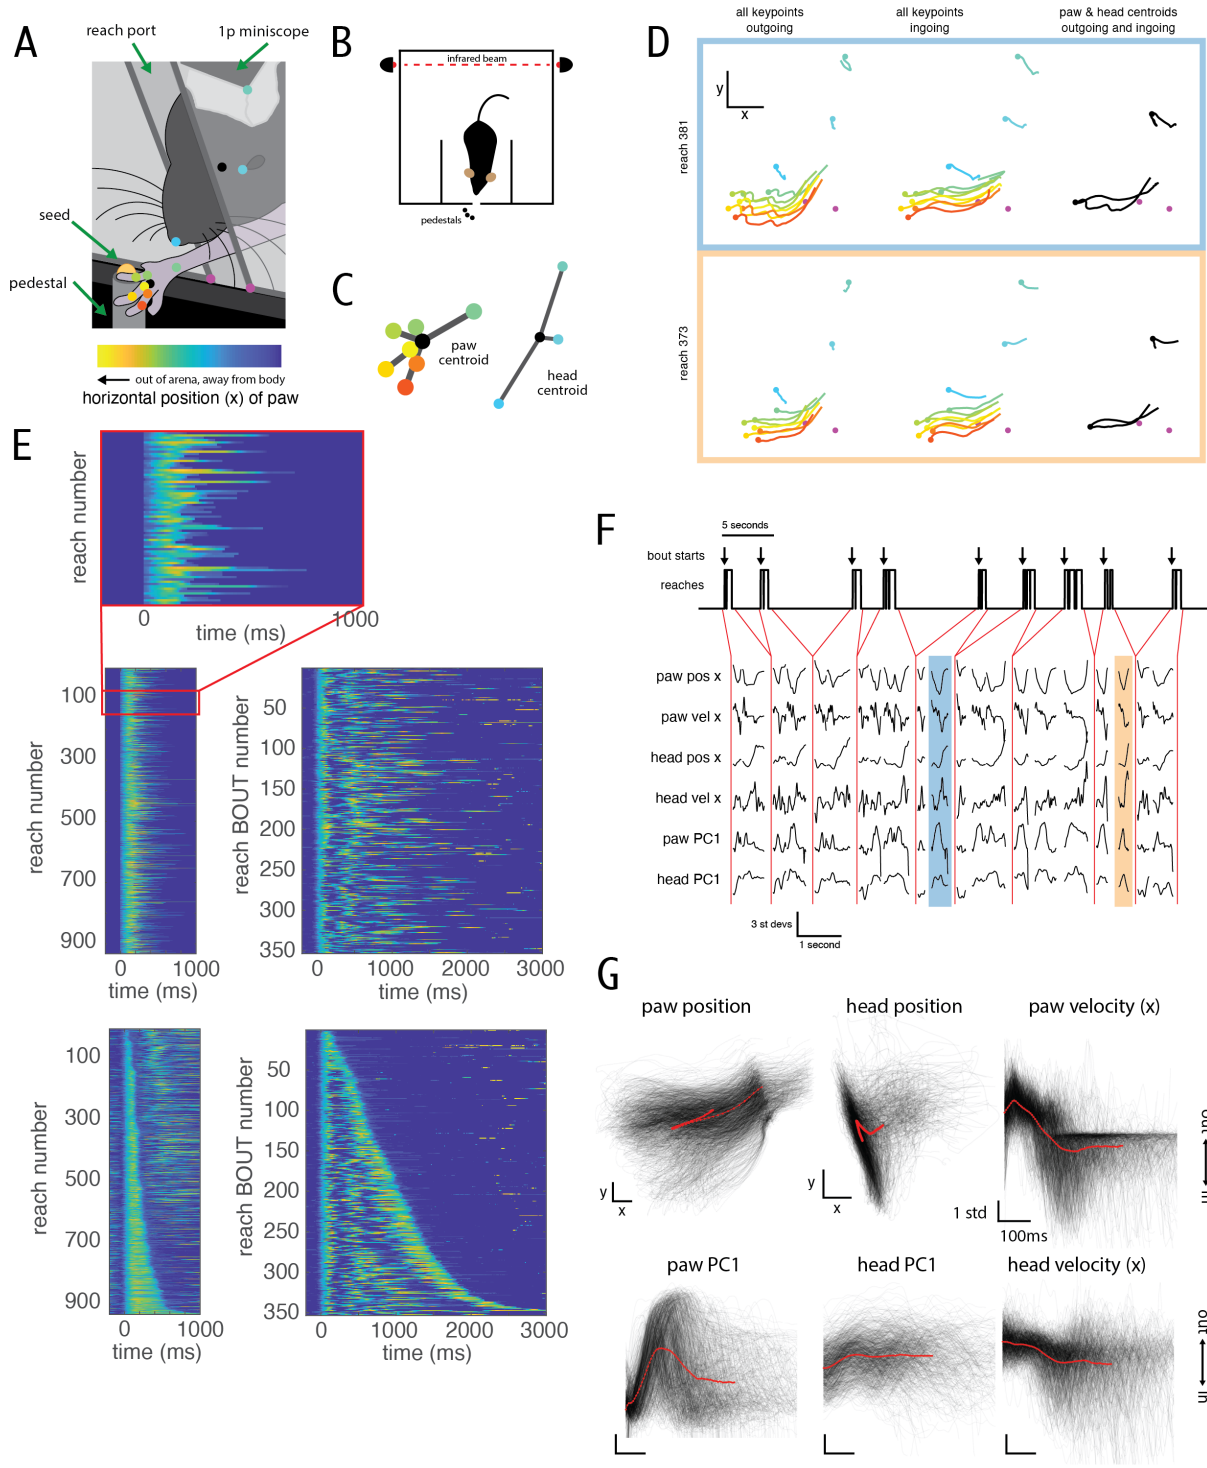 A
reach port
1p miniscope
seed
pedestal
out of arena, away from body
horizontal position (x) of paw
B
infrared beam
pedestals
C
paw
centroid
head
centroid
D
all keypoints
outgoing
all keypoints
ingoing
paw & head centroids
outgoing and ingoing
y
x
reach 381
reach 373
E
reach number
0
1000
time (ms)
reach number
100
300
500
700
900
0
1000
time (ms)
reach BOUT number
50
100
150
200
250
300
350
0
1000
2000
3000
time (ms)
reach number
100
300
500
700
900
0
1000
time (ms)
reach BOUT number
50
100
150
200
250
300
350
0
1000
2000
3000
time (ms)
F
5 seconds
bout starts
reaches
paw pos x
paw vel x
head pos x
head vel x
paw PC1
head PC1
3 st devs
1 second
G
paw position
head position
paw velocity (x)
y
x
y
x
1 std
100ms
out
in
paw PC1
head PC1
head velocity (x)
out
in